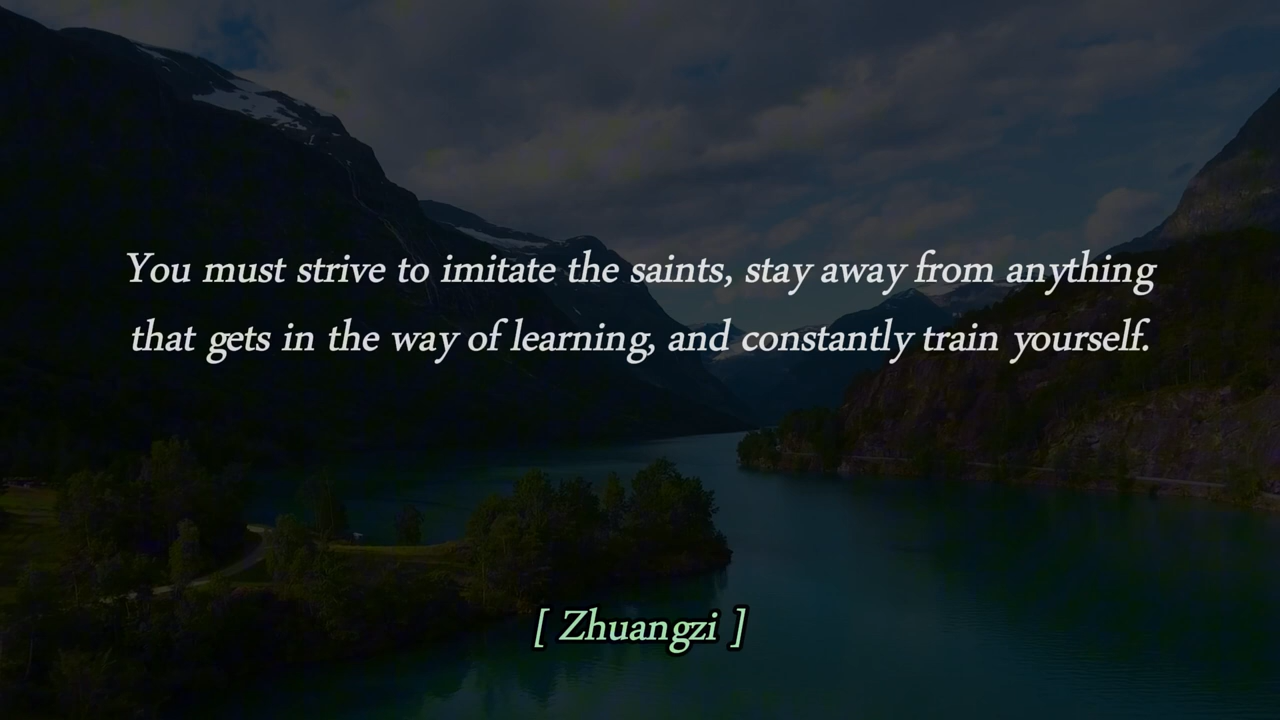 You must strive to imitate the saints, stay away from anything
that gets in the way of learning, and constantly train yourself.
[ Zhuangzi ]